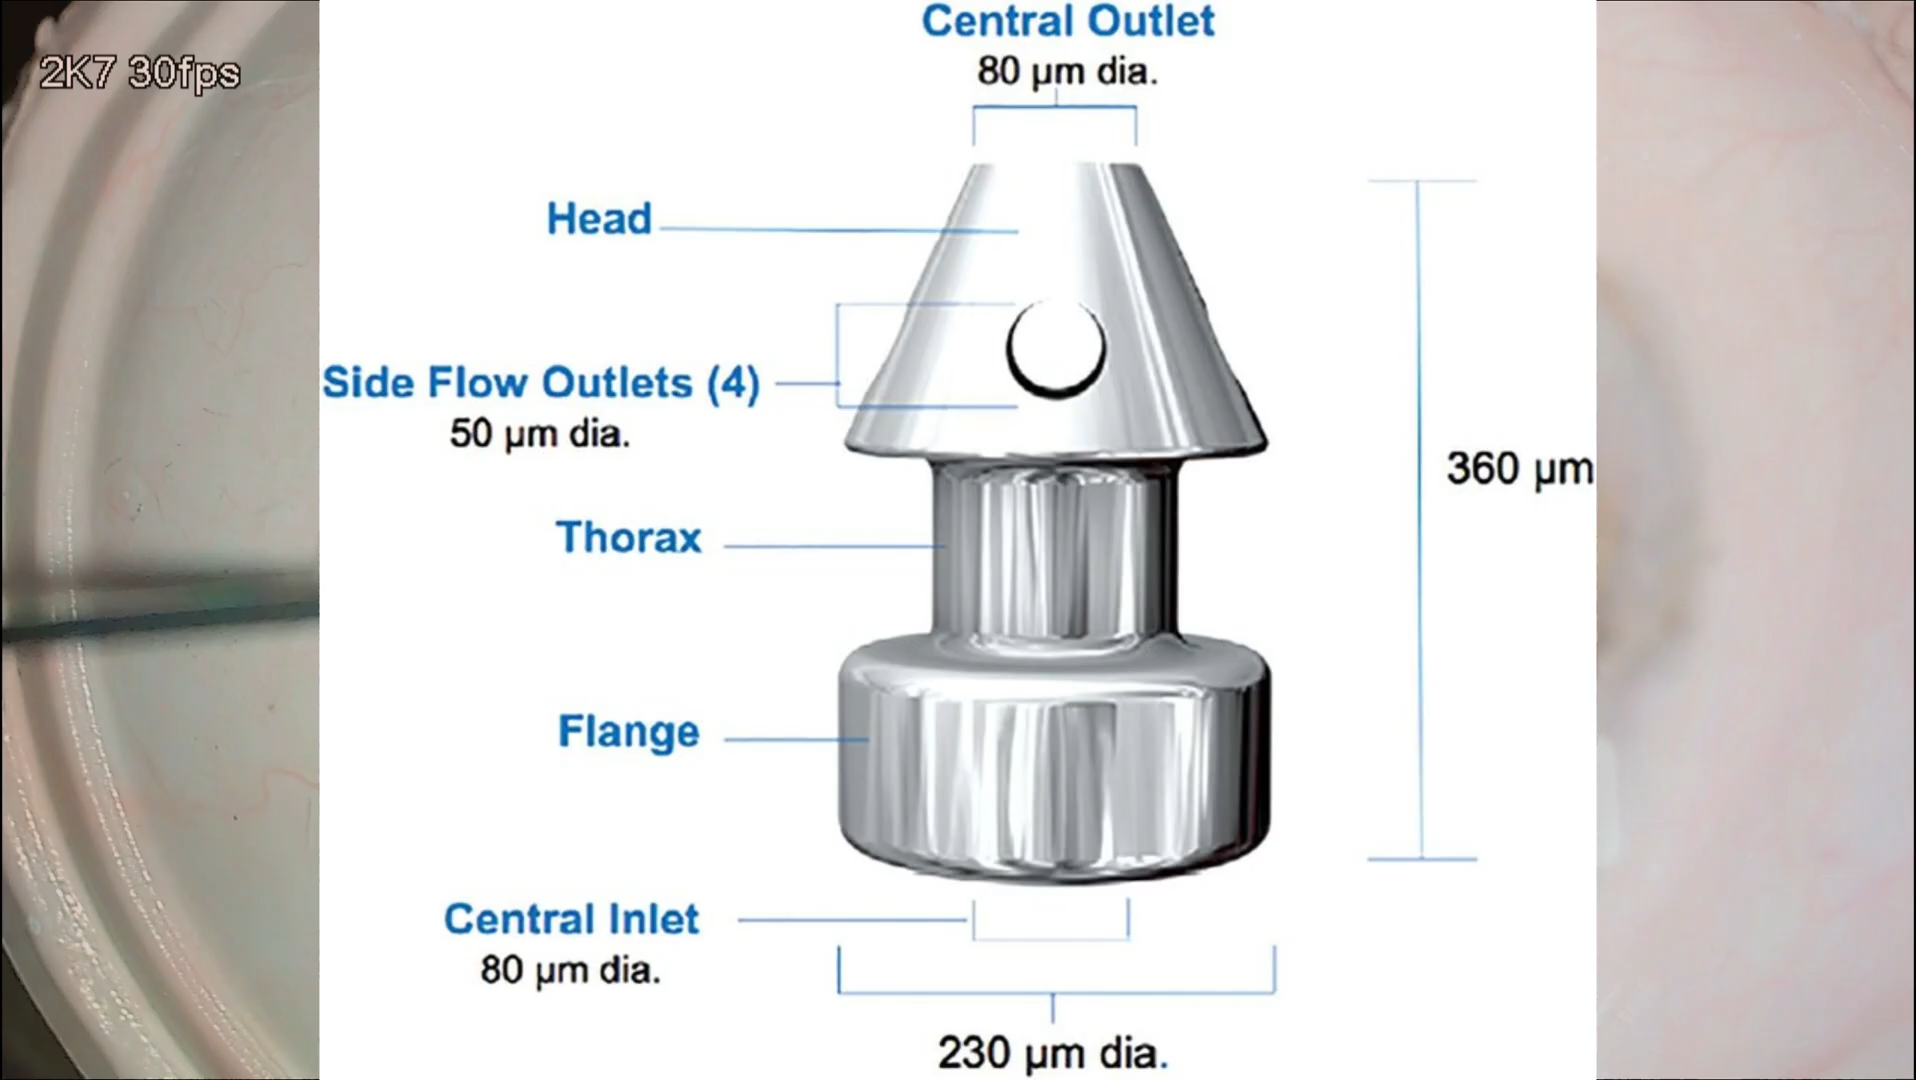 2K7 30fps
Central Outlet
80 µm dia.
Head
Side Flow Outlets (4)
50 µm dia.
360 µm
Thorax
Flange
Central Inlet
80 µm dia.
230 µm dia.